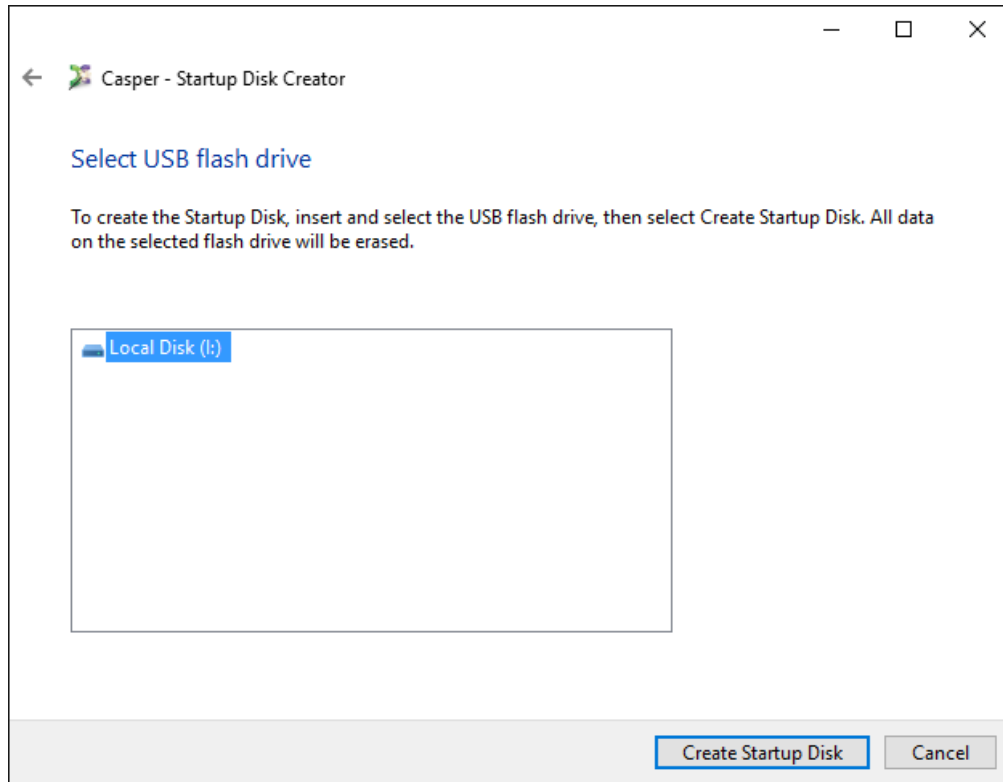 Casper - Startup Disk Creator
Select USB flash drive
To create the Startup Disk, insert and select the USB flash drive, then select Create Startup Disk. All data
on the selected flash drive will be erased.
Local Disk (I:)
Create Startup Disk
Cancel